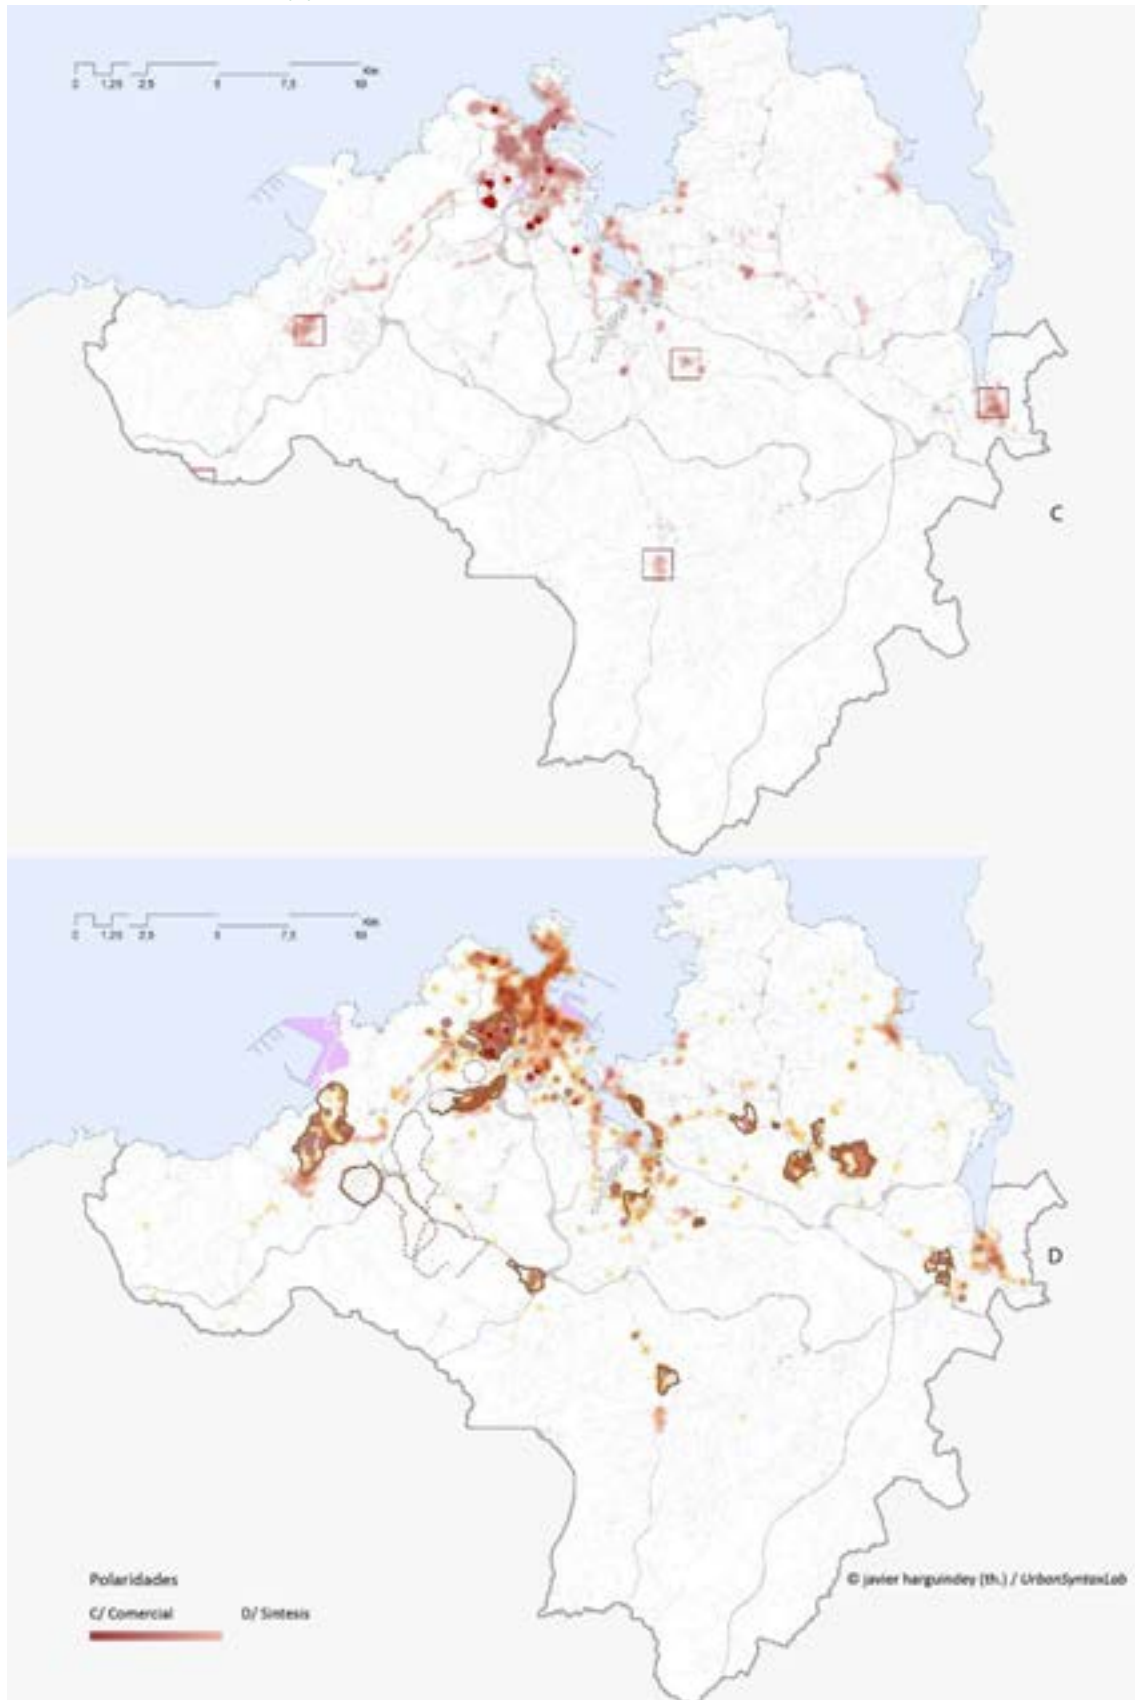 Km
0 1,25 2,5 5 7,5 10
C
Km
0 1,25 2,5 5 7,5 10
D
Polaridades
C/ Comercial D/ Síntesis
© javier harguindey (th.) / UrbanSyntaxLab